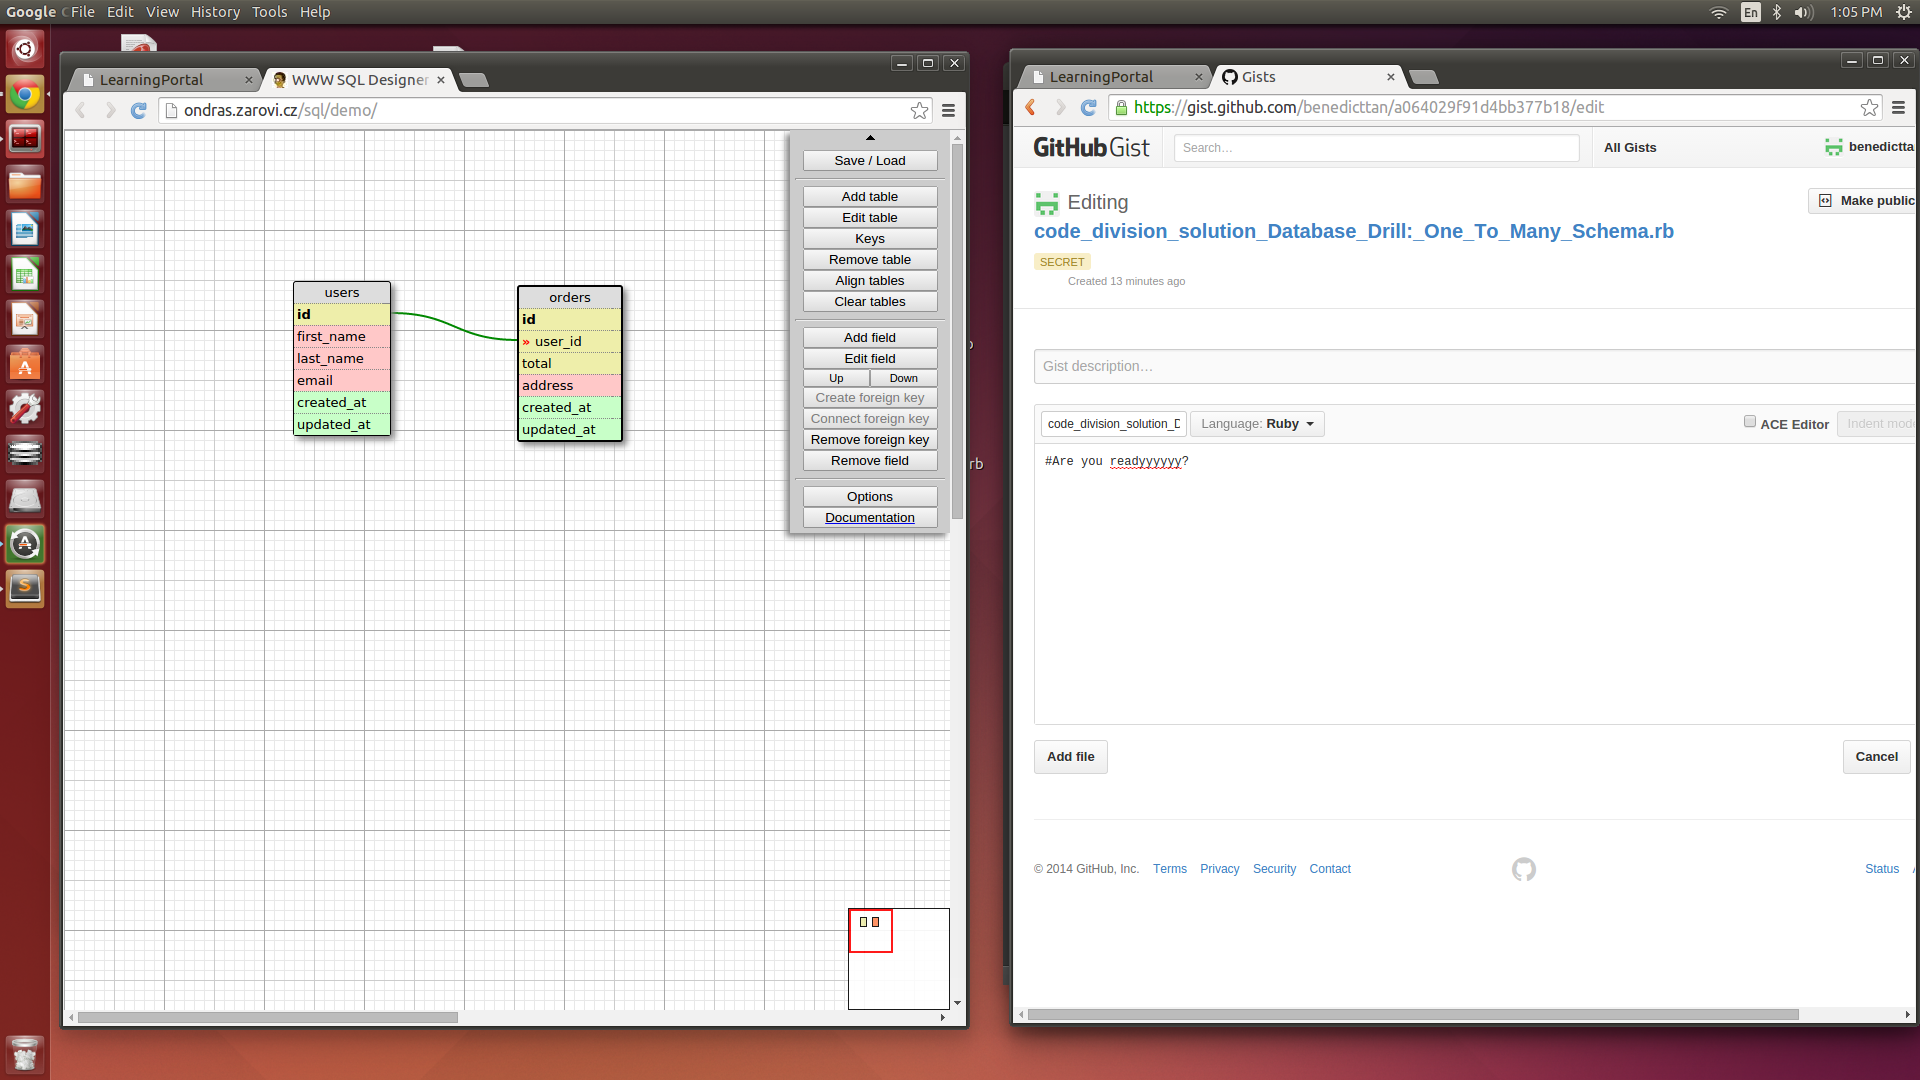 Google C File Edit View History Tools Help
En
1:05 PM
LearningPortal
WWW SQL Designer
ondras.zarovi.cz/sql/demo/
Save / Load
Add table
Edit table
Keys
Remove table
Align tables
Clear tables
Add field
Edit field
Up Down
Create foreign key
Connect foreign key
Remove foreign key
Remove field
Options
Documentation
users
id
first_name
last_name
email
created_at
updated_at
orders
id
» user_id
total
address
created_at
updated_at
rb
LearningPortal
Gists
https://gist.github.com/benedicttan/a064029f91d4bb377b18/edit
GitHub Gist
Search…
All Gists
benedictta
Editing
Make public
code_division_solution_Database_Drill:_One_To_Many_Schema.rb
SECRET
Created 13 minutes ago
Gist description…
code_division_solution_D
Language: Ruby
ACE Editor
Indent mode
#Are you readyyyyyy?
Add file
Cancel
© 2014 GitHub, Inc. Terms Privacy Security Contact
Status